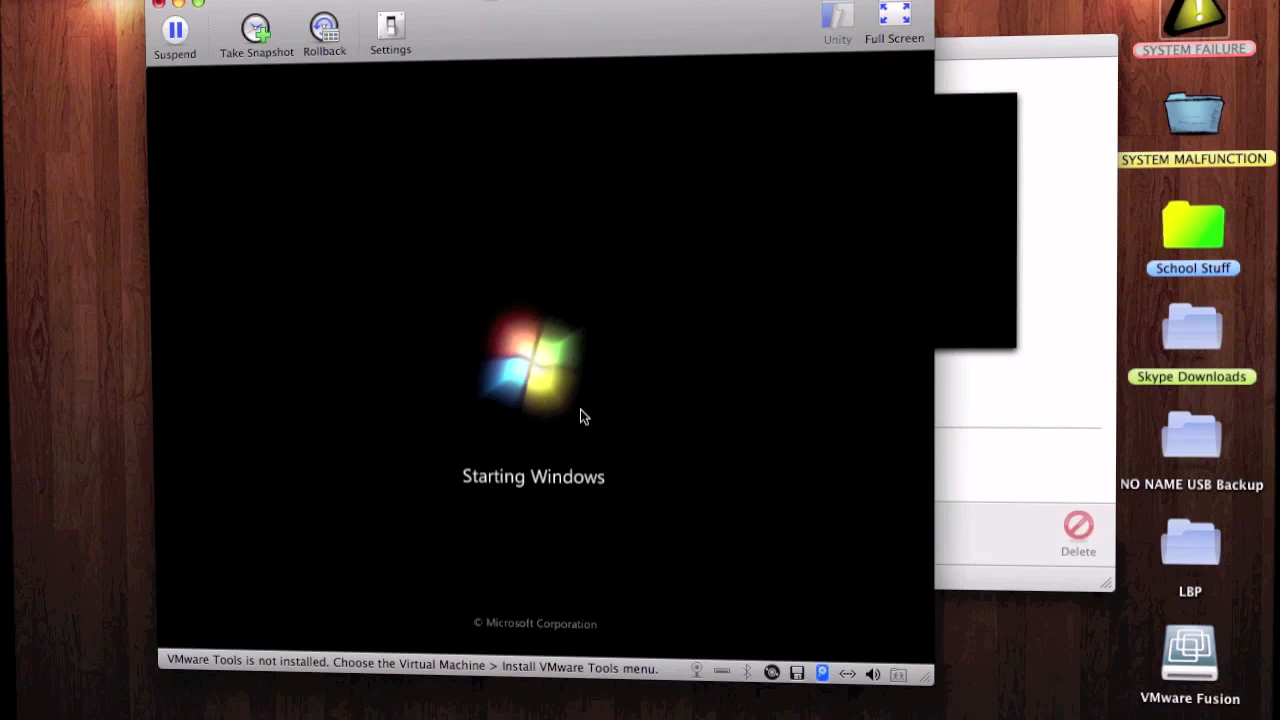 Suspend
Take Snapshot
Rollback
Settings
Unity
Full Screen
Starting Windows
© Microsoft Corporation
VMware Tools is not installed. Choose the Virtual Machine > Install VMware Tools menu.
Delete
SYSTEM FAILURE
SYSTEM MALFUNCTION
School Stuff
Skype Downloads
NO NAME USB Backup
LBP
VMware Fusion